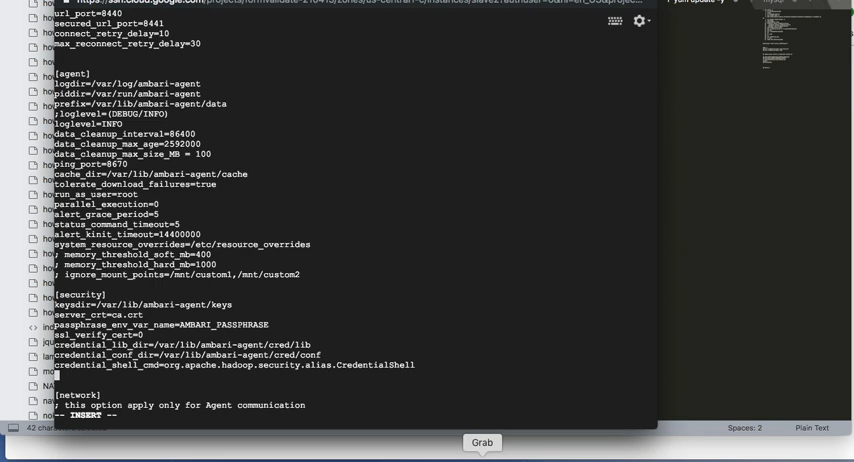 url_port=8440
secured_url_port=8441
connect_retry_delay=10
max_reconnect_retry_delay=30
[agent]
logdir=/var/log/ambari-agent
piddir=/var/run/ambari-agent
prefix=/var/lib/ambari-agent/data
;loglevel=(DEBUG/INFO)
loglevel=INFO
data_cleanup_interval=86400
data_cleanup_max_age=2592000
data_cleanup_max_size_MB = 100
ping_port=8670
cache_dir=/var/lib/ambari-agent/cache
tolerate_download_failures=true
run_as_user=root
parallel_execution=0
alert_grace_period=5
status_command_timeout=5
alert_kinit_timeout=14400000
system_resource_overrides=/etc/resource_overrides
; memory_threshold_soft_mb=400
; memory_threshold_hard_mb=1000
; ignore_mount_points=/mnt/custom1,/mnt/custom2
[security]
keysdir=/var/lib/ambari-agent/keys
server_crt=ca.crt
passphrase_env_var_name=AMBARI_PASSPHRASE
ssl_verify_cert=0
credential_lib_dir=/var/lib/ambari-agent/cred/lib
credential_conf_dir=/var/lib/ambari-agent/cred/conf
credential_shell_cmd=org.apache.hadoop.security.alias.CredentialShell
[network]
; this option apply only for Agent communication
-- INSERT --
Spaces: 2
Plain Text
Grab